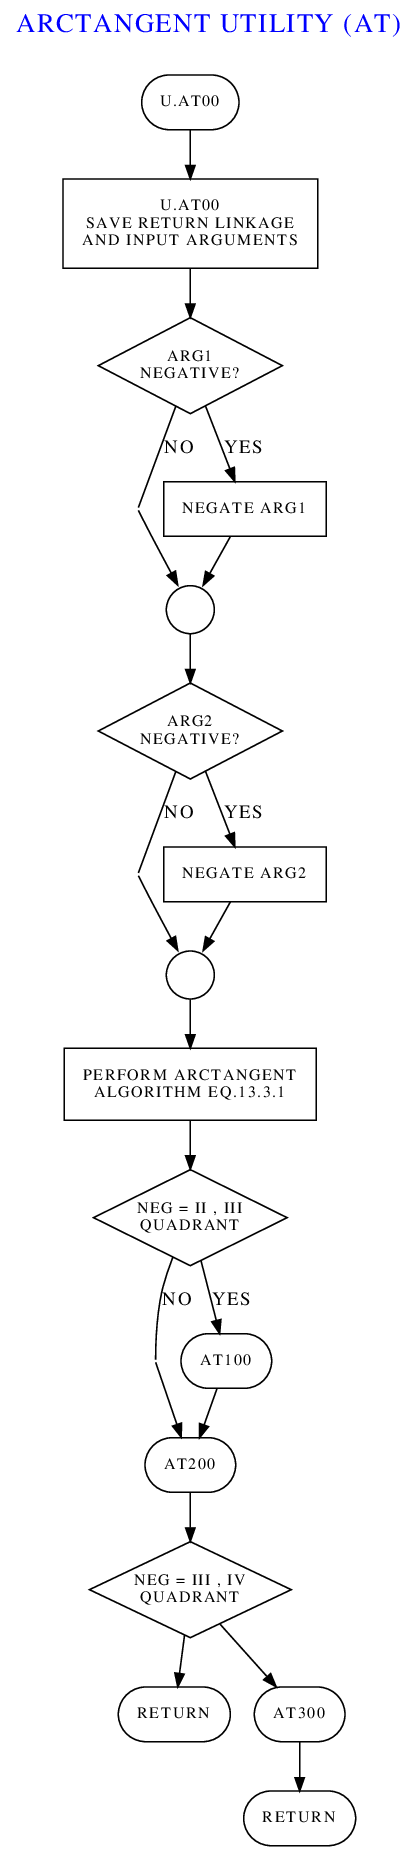 ARCTANGENT UTILITY (AT)
U.AT00
U.AT00
SAVE RETURN LINKAGE
AND INPUT ARGUMENTS
ARG1
NEGATIVE?
NO
YES
NEGATE ARG1
ARG2
NEGATIVE?
NO
YES
NEGATE ARG2
PERFORM ARCTANGENT
ALGORITHM EQ.13.3.1
NEG = II , III
QUADRANT
NO
YES
AT100
AT200
NEG = III , IV
QUADRANT
RETURN
AT300
RETURN